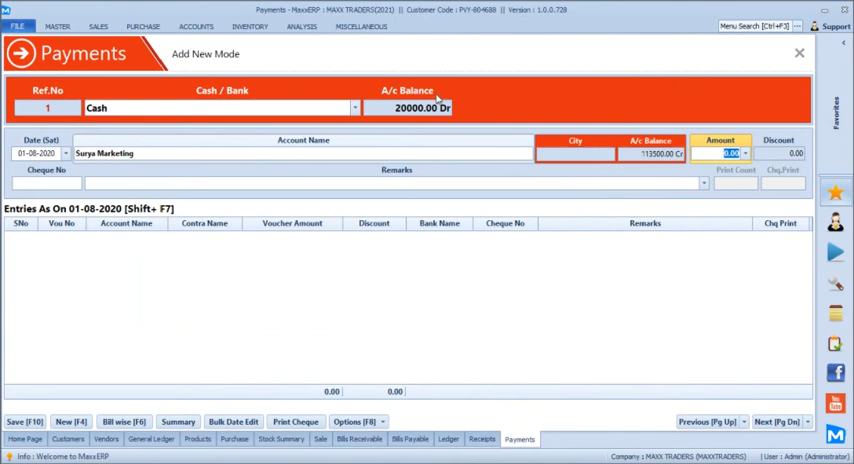 Payments - MaxxERP : MAXX TRADERS(2021) || Customer Code : PVY-804688 || Version : 1.0.0.728
FILE MASTER SALES PURCHASE ACCOUNTS INVENTORY ANALYSIS MISCELLANEOUS Menu Search [Ctrl+F3] ... Support
Payments Add New Mode
Favorites
Ref.No Cash / Bank A/c Balance
1 Cash 20000.00 Dr
Date (Sat) Account Name City A/c Balance Amount Discount
01-08-2020 Surya Marketing 113500.00 Cr 0.00 0.00
Cheque No Remarks Print Count Chq.Print
Entries As On 01-08-2020 [Shift+ F7]
SNo Vou No Account Name Contra Name Voucher Amount Discount Bank Name Cheque No Remarks Chq Print
0.00 0.00
Save [F10] New [F4] Bill wise [F6] Summary Bulk Date Edit Print Cheque Options [F8] Previous [Pg Up] Next [Pg Dn]
Home Page Customers Vendors General Ledger Products Purchase Stock Summary Sale Bills Receivable Bills Payable Ledger Receipts Payments
Info : Welcome to MaxxERP Company : MAXX TRADERS(MAXXTRADERS) User : Admin (Administrator)